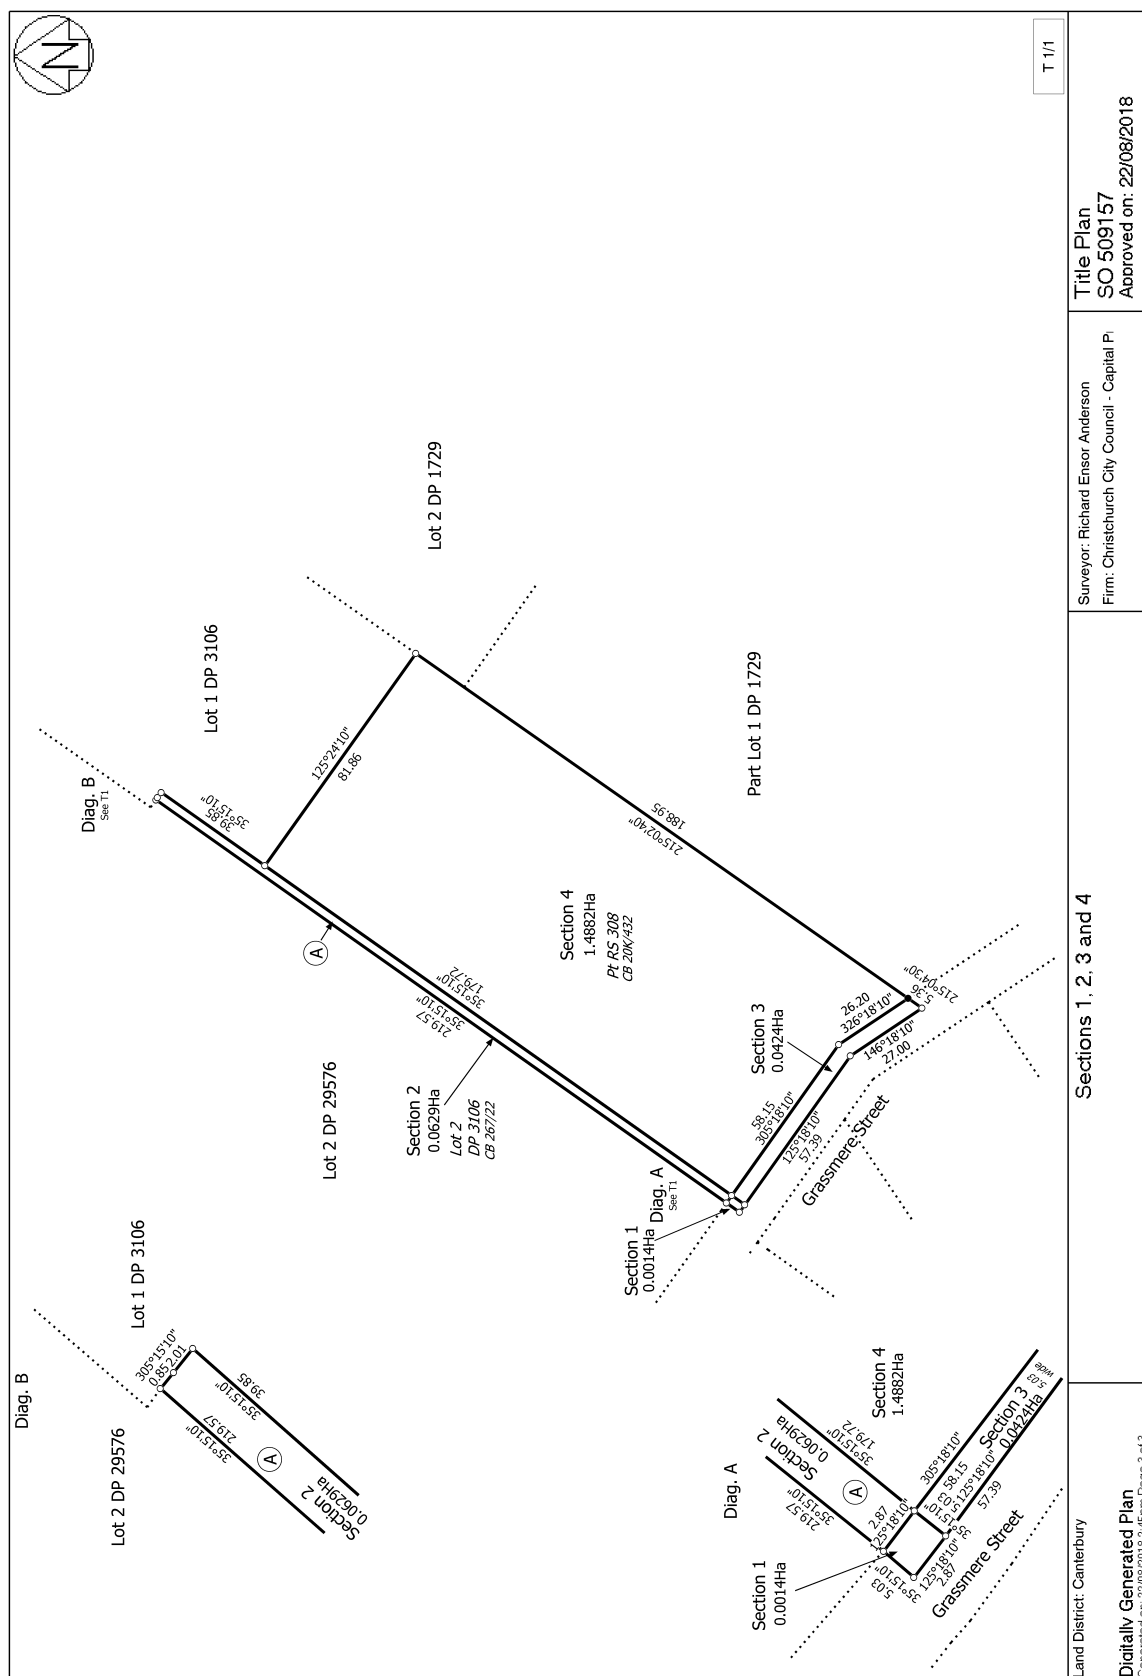 N
T 1/1
Diag. B
Lot 2 DP 29576
Lot 1 DP 3106
305°15'10"
0.85
2.01
219.57
35°15'10"
39.85
35°15'10"
A
Section 2
0.0629Ha
Diag. A
Section 1
0.0014Ha
5.03
35°15'10"
219.57
35°15'10"
Section 2
0.0629Ha
A
35°15'10"
179.72
2.87
125°18'10"
125°18'10"
2.87
35°15'10"
5.03
Section 4
1.4882Ha
305°18'10"
58.15
125°18'10"
57.39
Section 3
0.0424Ha
5.03
wide
Grassmere Street
Diag. B
See T1
Lot 1 DP 3106
39.85
35°15'10"
125°24'10"
81.86
Lot 2 DP 1729
A
Lot 2 DP 29576
219.57
35°15'10"
35°15'10"
179.72
Section 2
0.0629Ha
Lot 2
DP 3106
CB 267/22
Section 4
1.4882Ha
Pt RS 308
CB 20K/432
188.95
215°02'40"
Part Lot 1 DP 1729
Section 1
0.0014Ha
Diag. A
See T1
Section 3
0.0424Ha
58.15
305°18'10"
125°18'10"
57.39
26.20
326°18'10"
146°18'10"
27.00
5.36
215°04'30"
Grassmere Street
Land District: Canterbury
Digitally Generated Plan
Sections 1, 2, 3 and 4
Surveyor: Richard Ensor Anderson
Firm: Christchurch City Council - Capital
Title Plan
SO 509157
Approved on: 22/08/2018